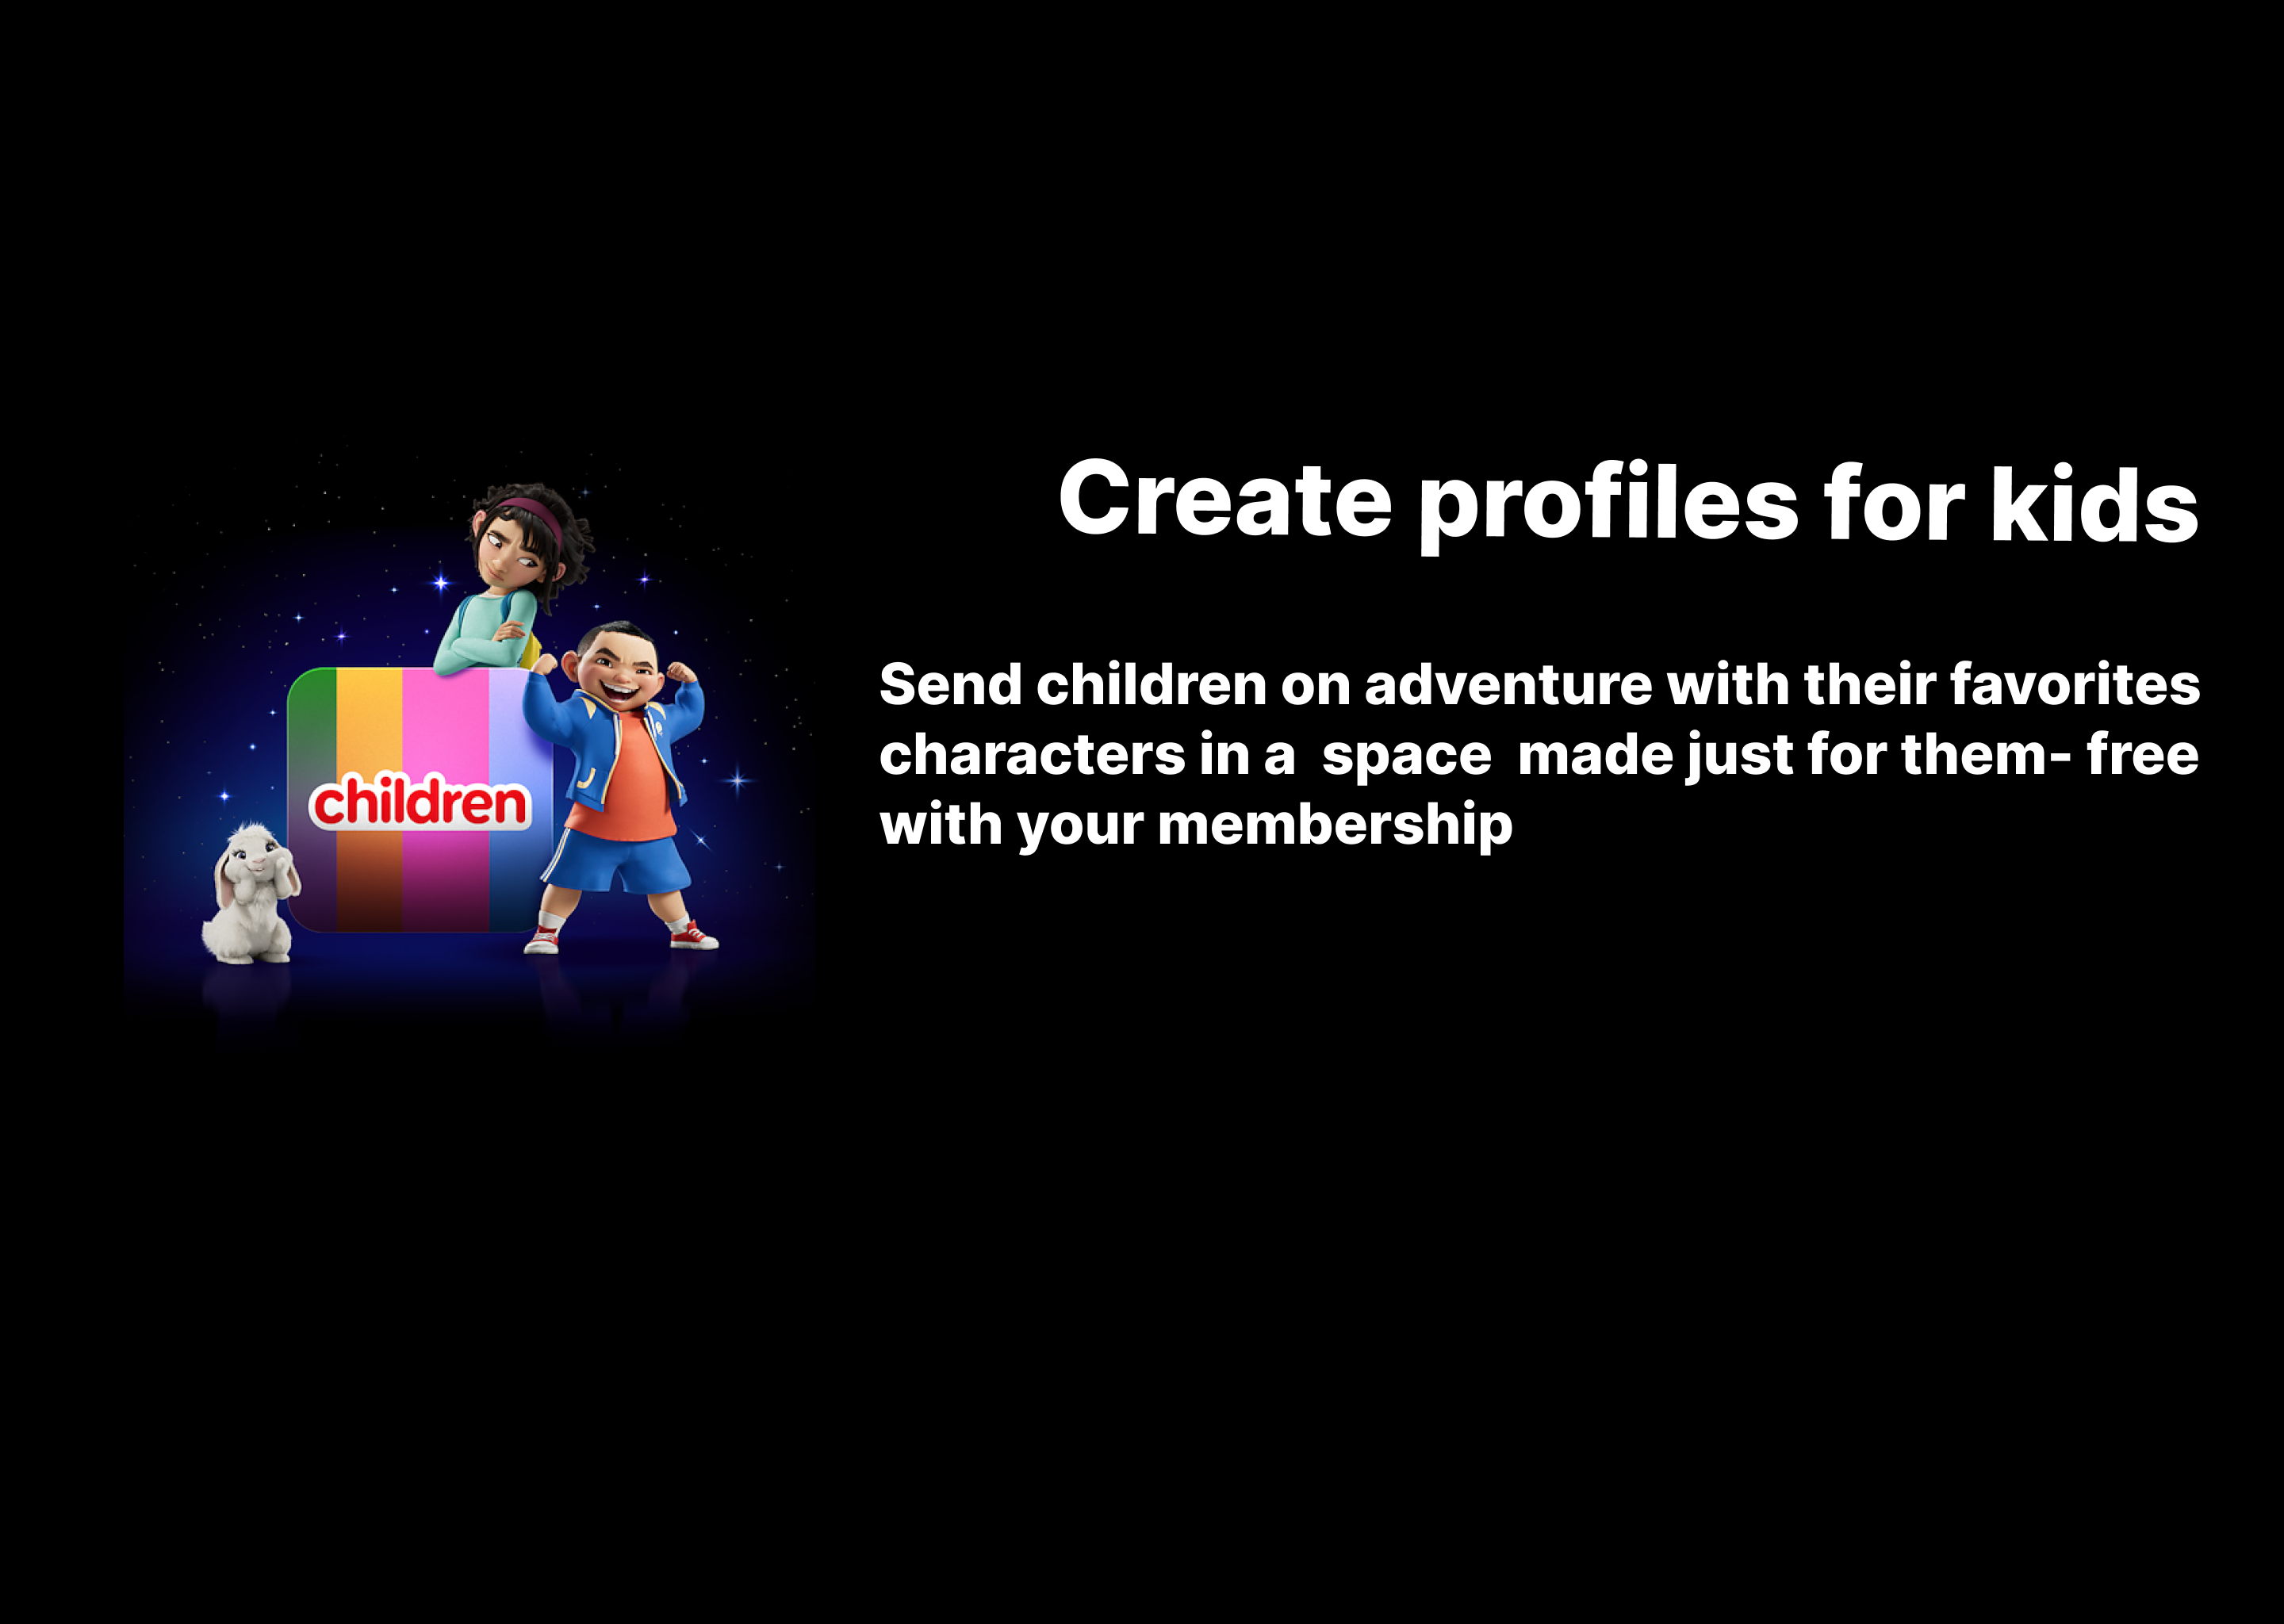 Create profiles for kids
children
Send children on adventure with their favorites
characters in a  space  made just for them- free
with your membership